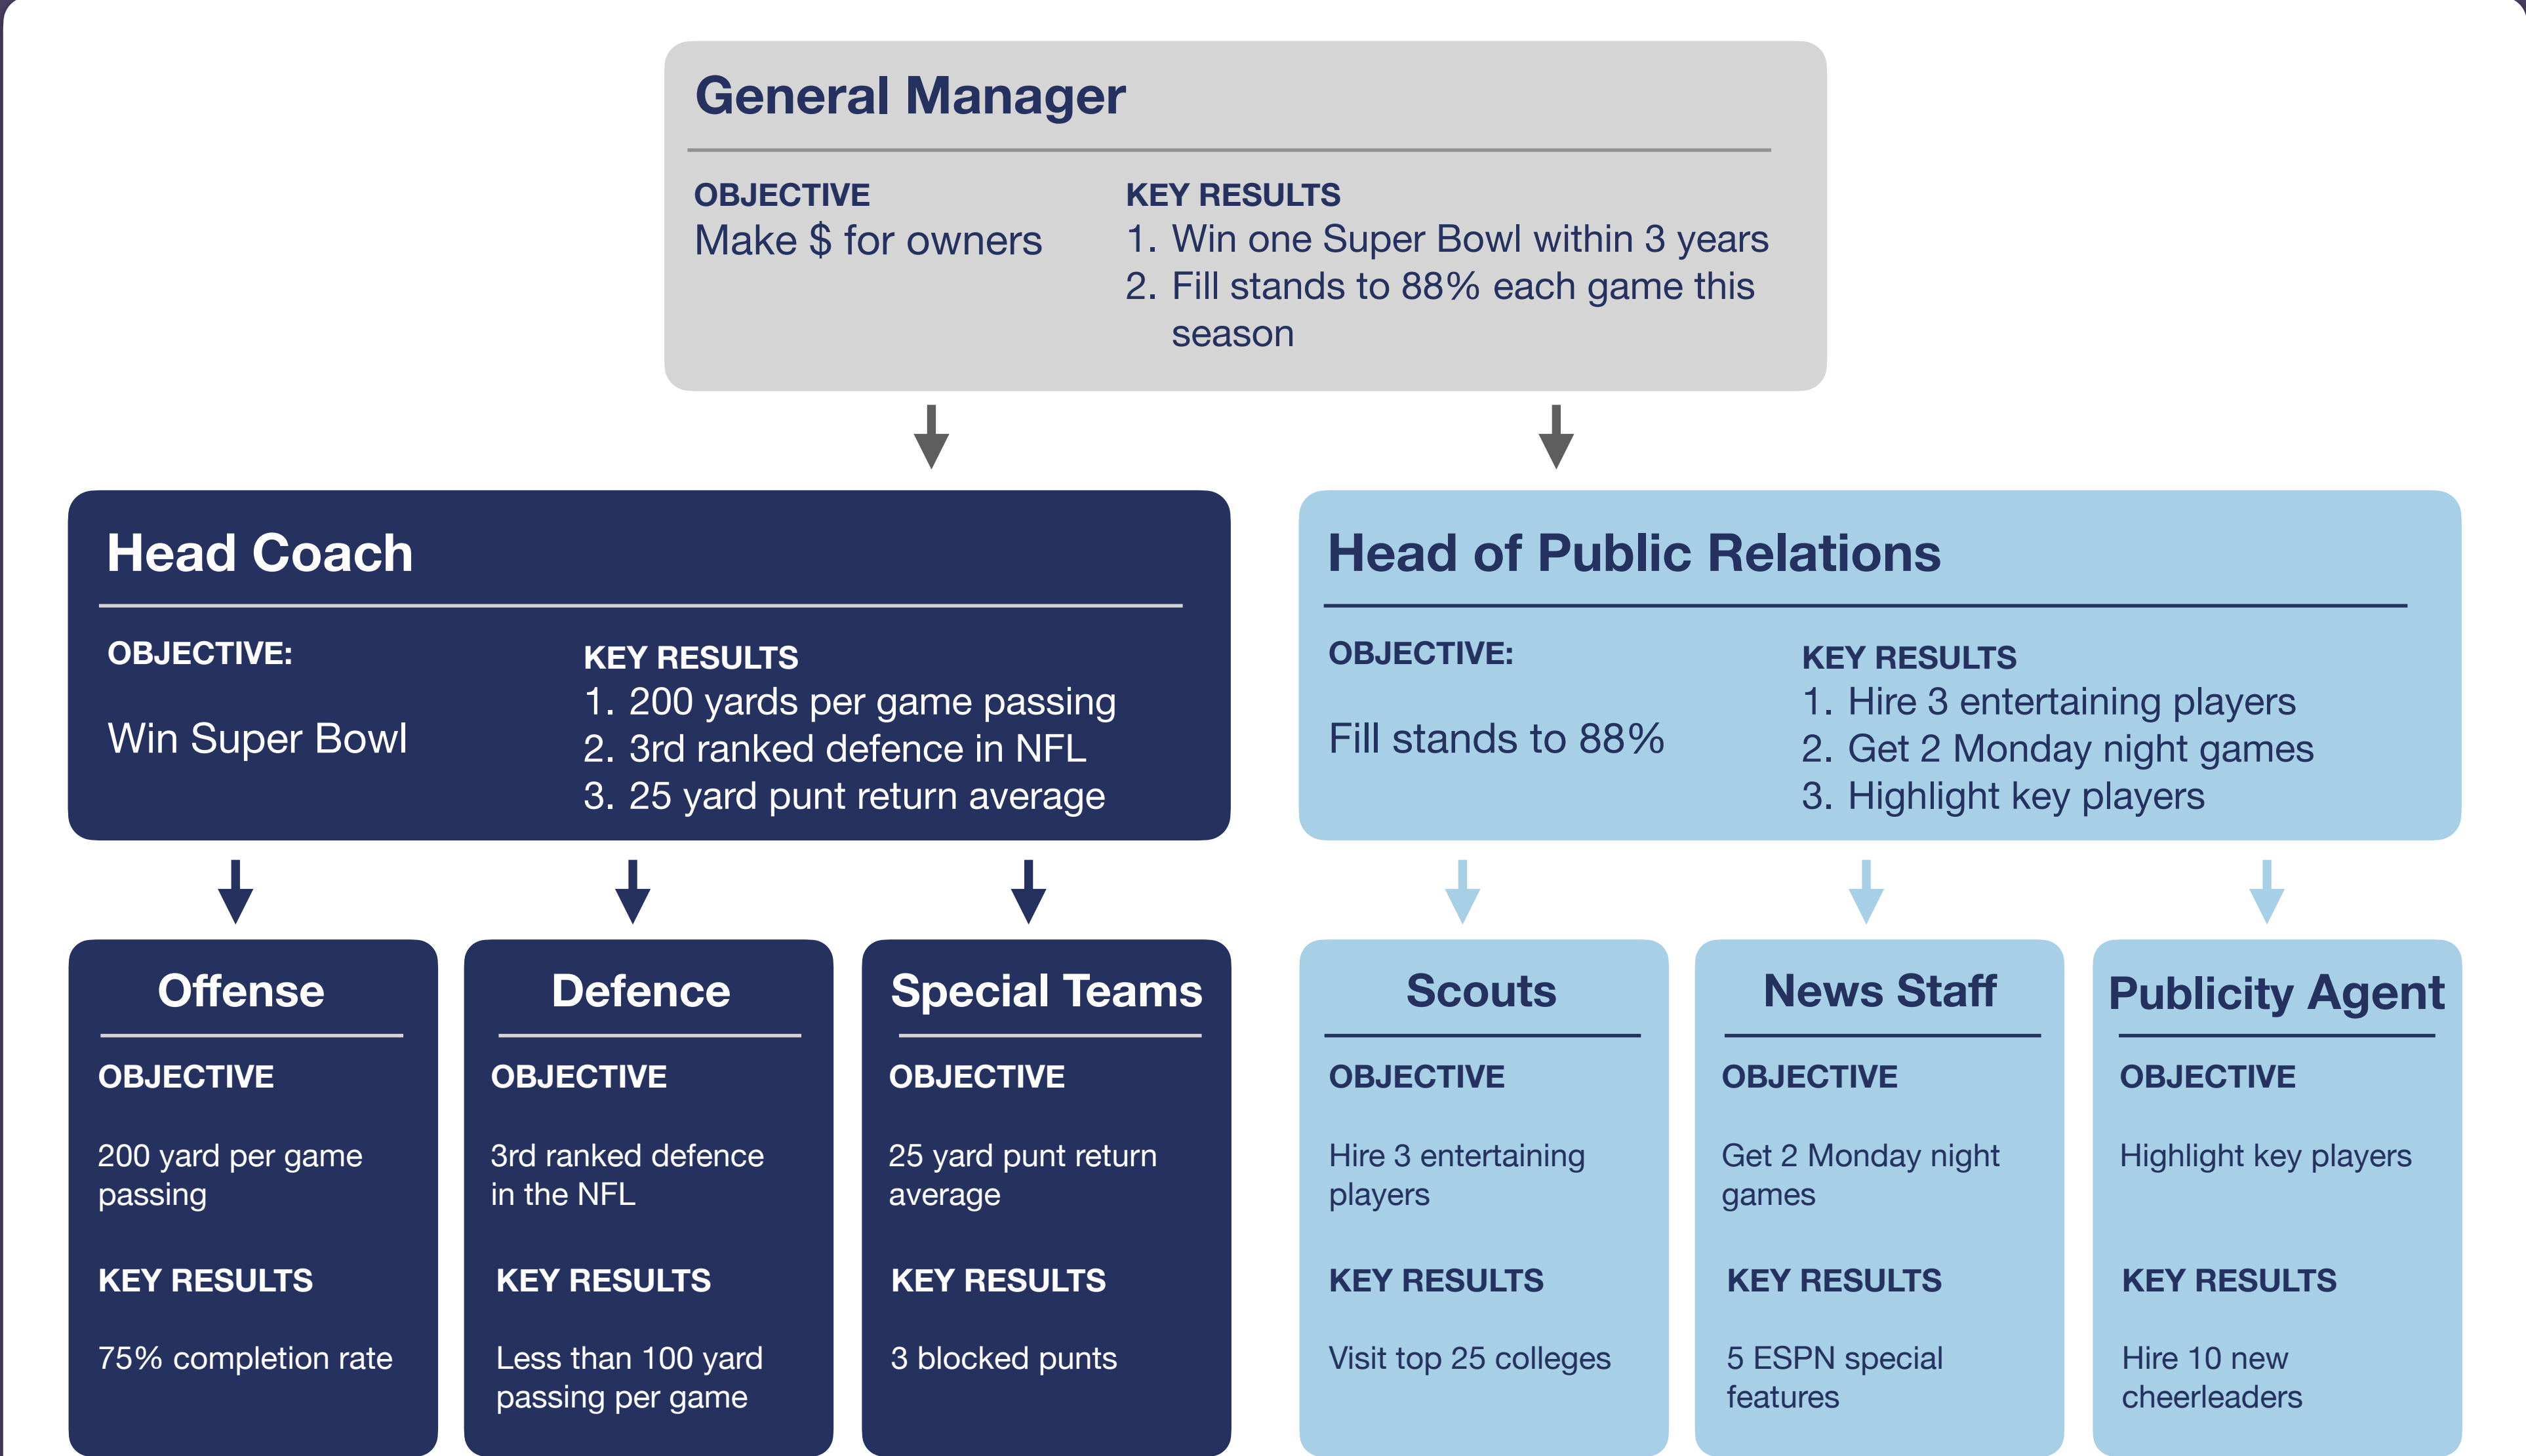 General Manager
OBJECTIVE
Make $ for owners
KEY RESULTS
1. Win one Super Bowl within 3 years
2. Fill stands to 88% each game this
season
Head Coach
OBJECTIVE:
Win Super Bowl
KEY RESULTS
1. 200 yards per game passing
2. 3rd ranked defence in NFL
3. 25 yard punt return average
Head of Public Relations
OBJECTIVE:
Fill stands to 88%
KEY RESULTS
1. Hire 3 entertaining players
2. Get 2 Monday night games
3. Highlight key players
Offense
OBJECTIVE
200 yard per game
passing
KEY RESULTS
75% completion rate
Defence
OBJECTIVE
3rd ranked defence
in the NFL
KEY RESULTS
Less than 100 yard
passing per game
Special Teams
OBJECTIVE
25 yard punt return
average
KEY RESULTS
3 blocked punts
Scouts
OBJECTIVE
Hire 3 entertaining
players
KEY RESULTS
Visit top 25 colleges
News Staff
OBJECTIVE
Get 2 Monday night
games
KEY RESULTS
5 ESPN special
features
Publicity Agent
OBJECTIVE
Highlight key players
KEY RESULTS
Hire 10 new
cheerleaders